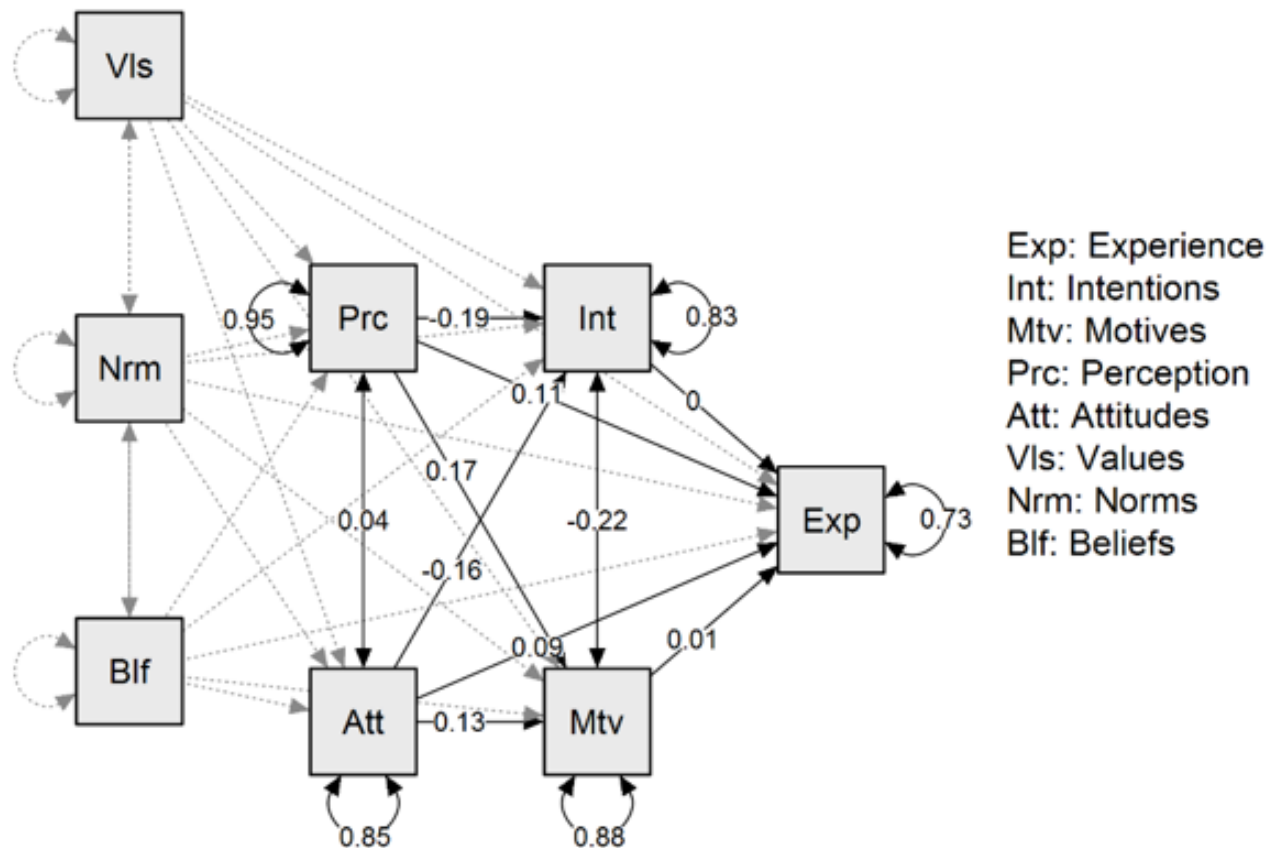 Vls
Nrm
Blf
0.95
Prc
-0.19
Int
0.83
0.11
0
0.17
0.04
-0.22
-0.16
Exp
0.73
0.09
0.01
Att
0.13
Mtv
0.85
0.88
Exp: Experience
Int: Intentions
Mtv: Motives
Prc: Perception
Att: Attitudes
Vls: Values
Nrm: Norms
Blf: Beliefs